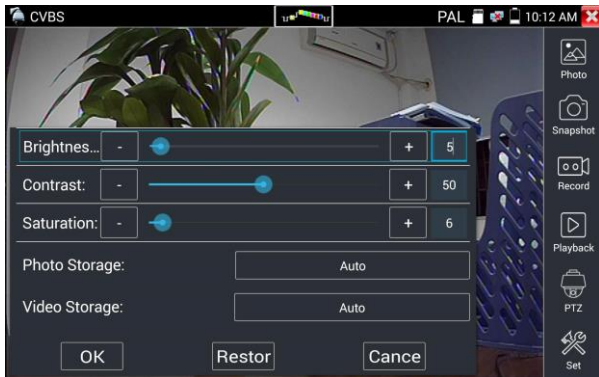 CVBS PAL 10:12 AM
Photo
Snapshot
Brightnes... - + 5
Contrast: - + 50
Record
Saturation: - + 6
Playback
Photo Storage: Auto
Video Storage: Auto
PTZ
OK Restor Cance
Set